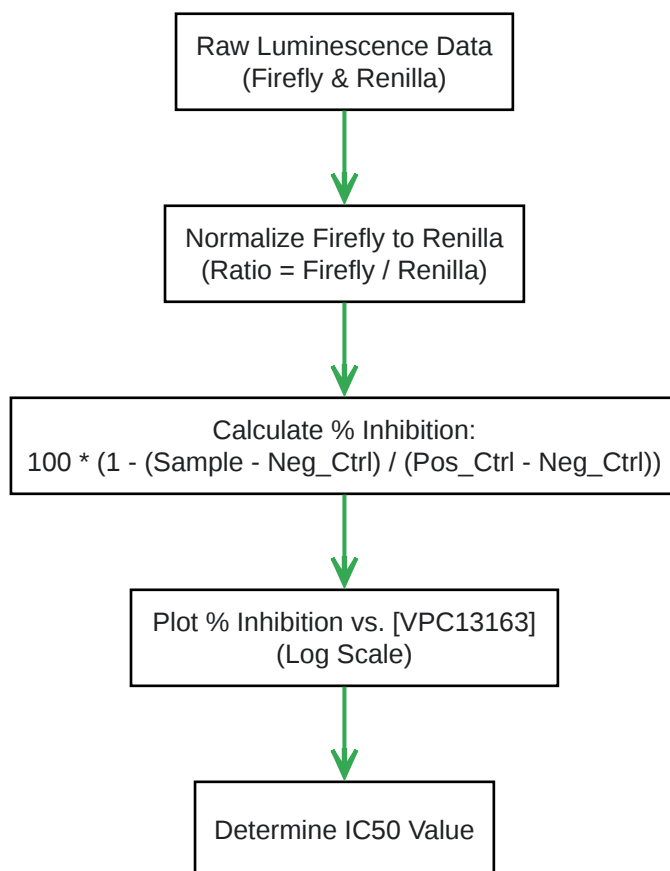 Raw Luminescence Data
(Firefly & Renilla)
Normalize Firefly to Renilla
(Ratio = Firefly / Renilla)
Calculate % Inhibition:
100 * (1 - (Sample - Neg_Ctrl) / (Pos_Ctrl - Neg_Ctrl))
Plot % Inhibition vs. [VPC13163]
(Log Scale)
Determine IC50 Value